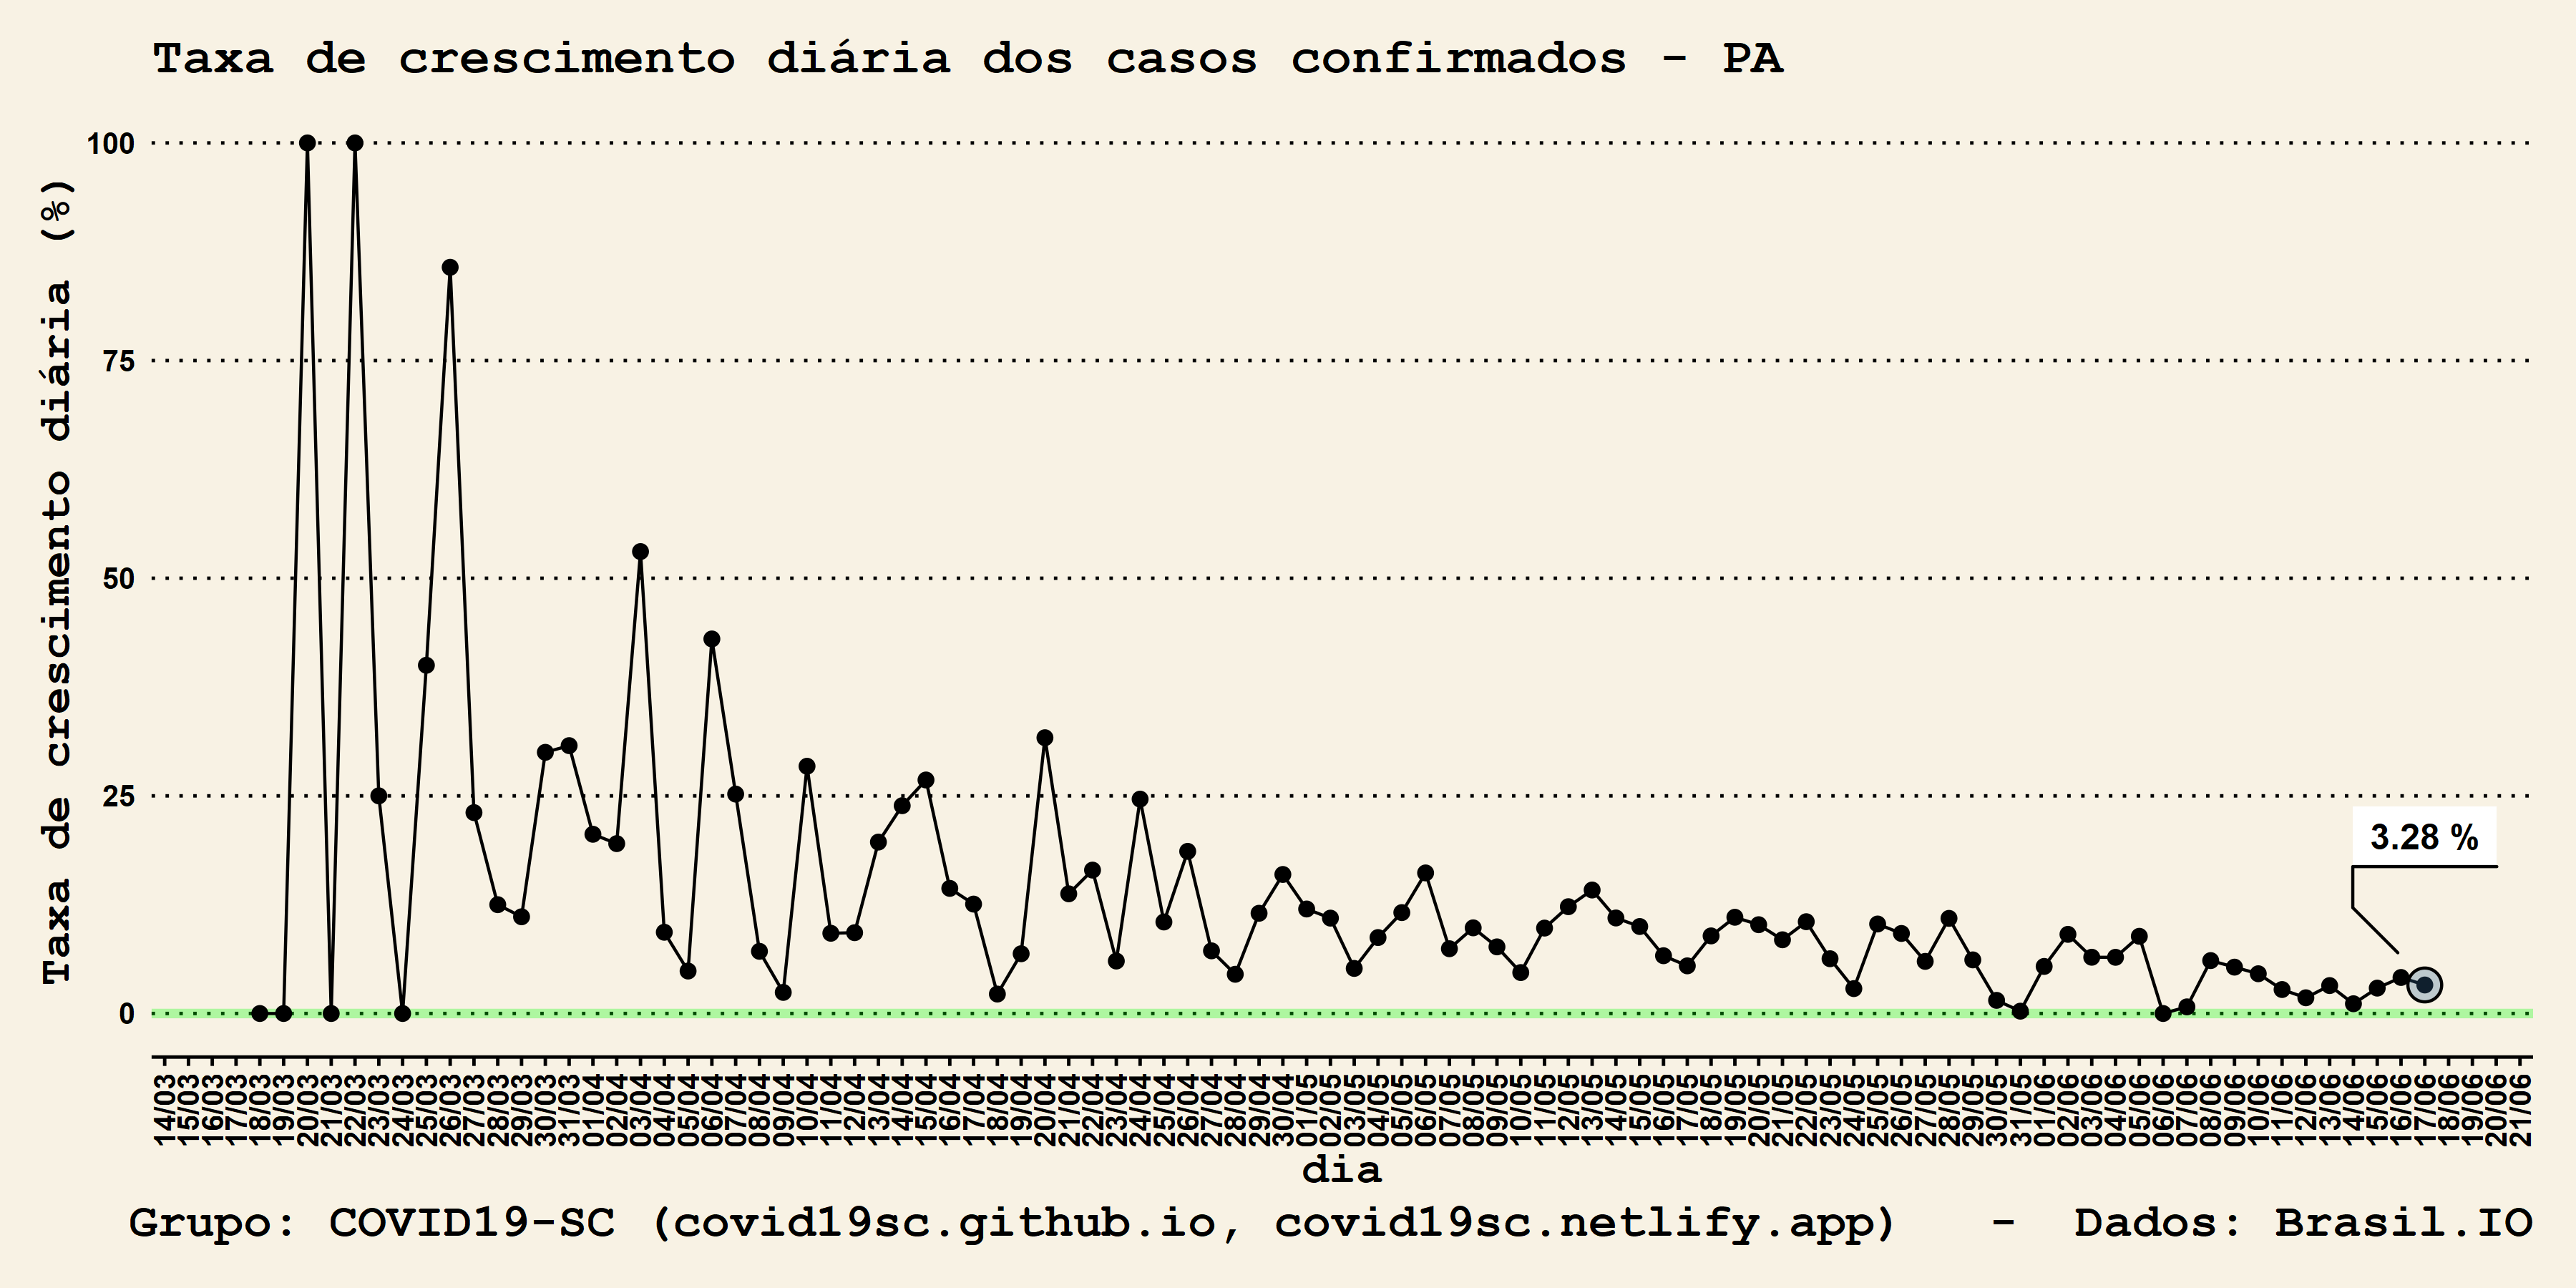 Taxa de crescimento diária dos casos confirmados - PA
Taxa de crescimento diária (%)
100
75
50
25
0
3.28 %
14/03 15/03 16/03 17/03 18/03 19/03 20/03 21/03 22/03 23/03 24/03 25/03 26/03 27/03 28/03 29/03 30/03 31/03 01/04 02/04 03/04 04/04 05/04 06/04 07/04 08/04 09/04 10/04 11/04 12/04 13/04 14/04 15/04 16/04 17/04 18/04 19/04 20/04 21/04 22/04 23/04 24/04 25/04 26/04 27/04 28/04 29/04 30/04 01/05 02/05 03/05 04/05 05/05 06/05 07/05 08/05 09/05 10/05 11/05 12/05 13/05 14/05 15/05 16/05 17/05 18/05 19/05 20/05 21/05 22/05 23/05 24/05 25/05 26/05 27/05 28/05 29/05 30/05 31/05 01/06 02/06 03/06 04/06 05/06 06/06 07/06 08/06 09/06 10/06 11/06 12/06 13/06 14/06 15/06 16/06 17/06 18/06 19/06 20/06 21/06
dia
Grupo: COVID19-SC (covid19sc.github.io, covid19sc.netlify.app) - Dados: Brasil.IO